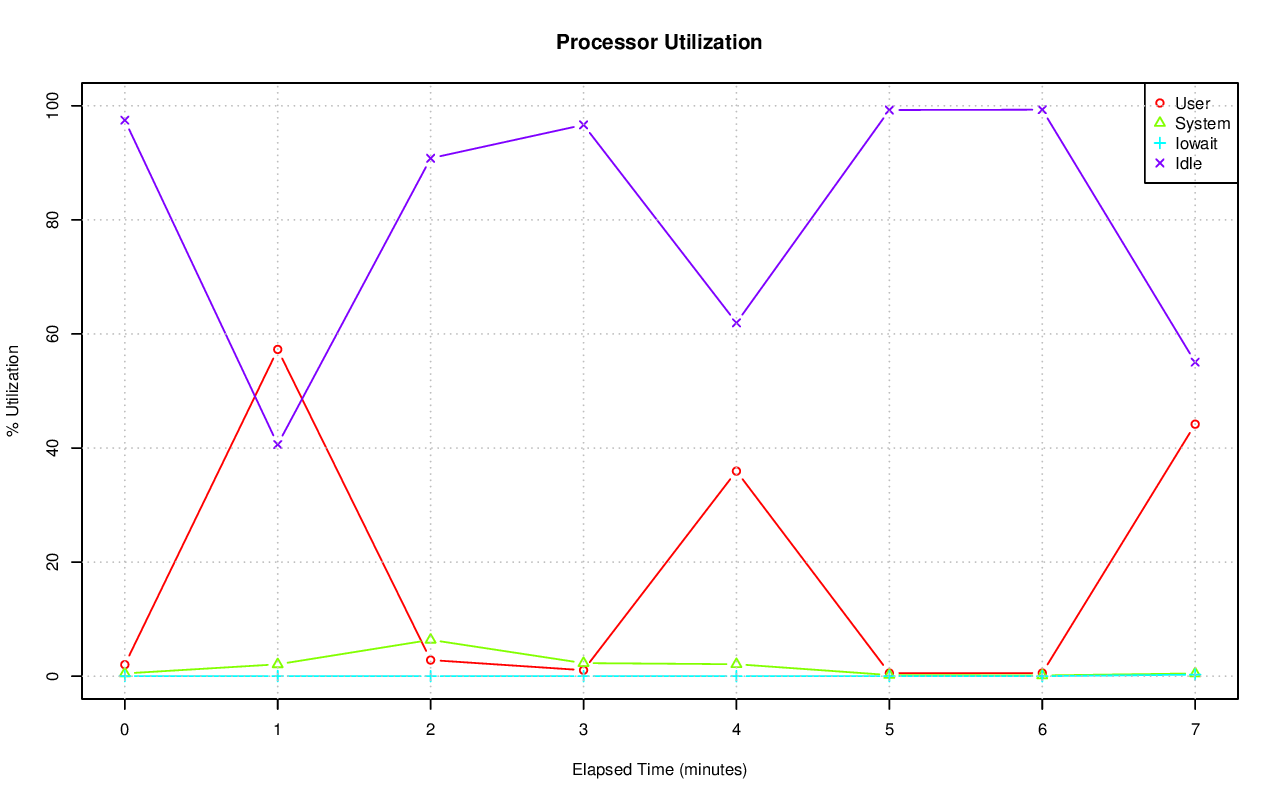 Processor Utilization
User
System
Iowait
Idle
% Utilization
100
80
60
40
20
0
0 1 2 3 4 5 6 7
Elapsed Time (minutes)